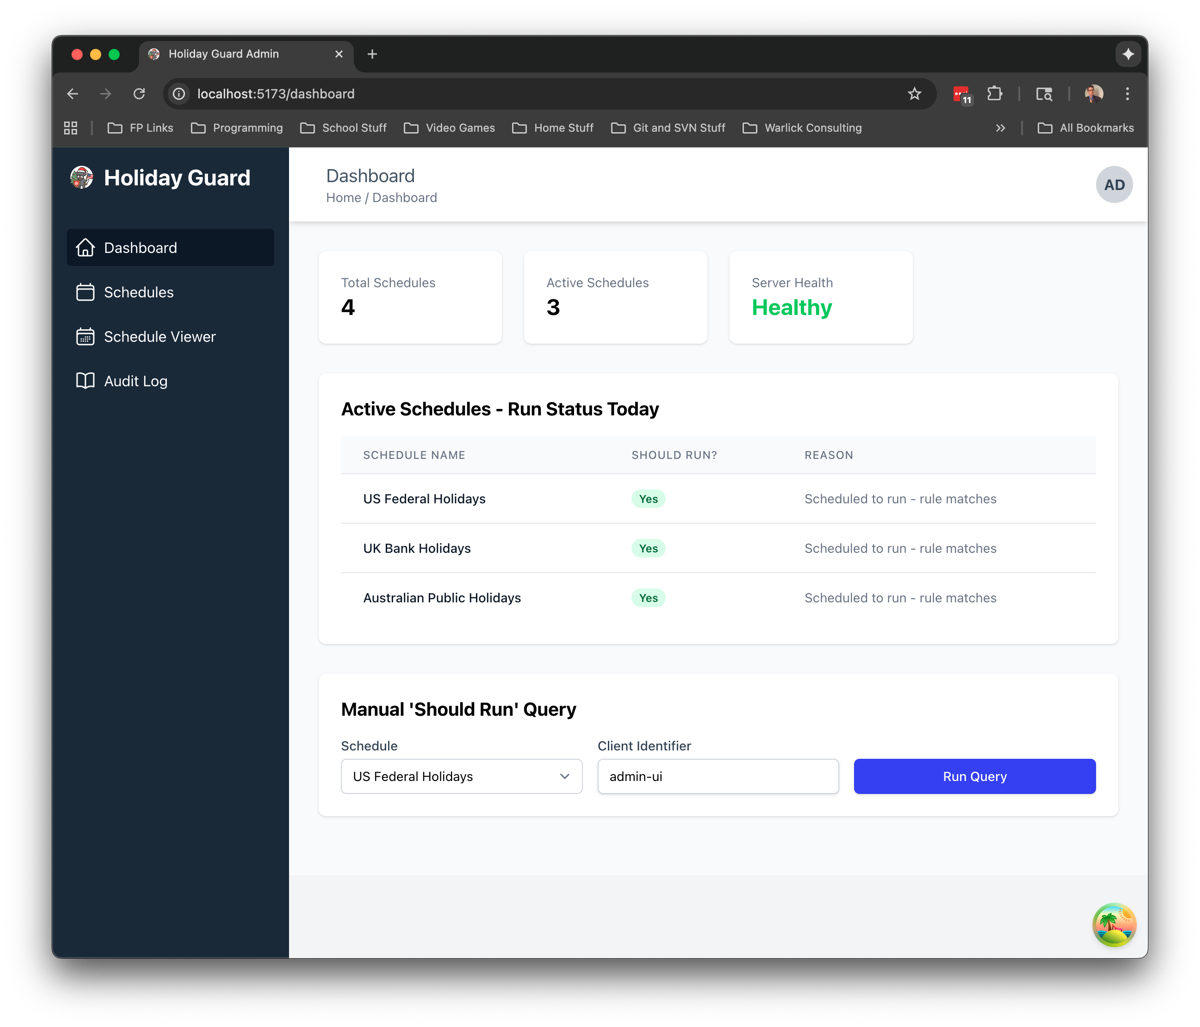 Holiday Guard Admin
localhost:5173/dashboard
11
FP Links Programming School Stuff Video Games Home Stuff Git and SVN Stuff Warlick Consulting All Bookmarks
Holiday Guard
Dashboard
Schedules
Schedule Viewer
Audit Log
Dashboard
Home / Dashboard
AD
Total Schedules
4
Active Schedules
3
Server Health
Healthy
Active Schedules - Run Status Today
SCHEDULE NAME SHOULD RUN? REASON
US Federal Holidays Yes Scheduled to run - rule matches
UK Bank Holidays Yes Scheduled to run - rule matches
Australian Public Holidays Yes Scheduled to run - rule matches
Manual 'Should Run' Query
Schedule Client Identifier
US Federal Holidays admin-ui Run Query